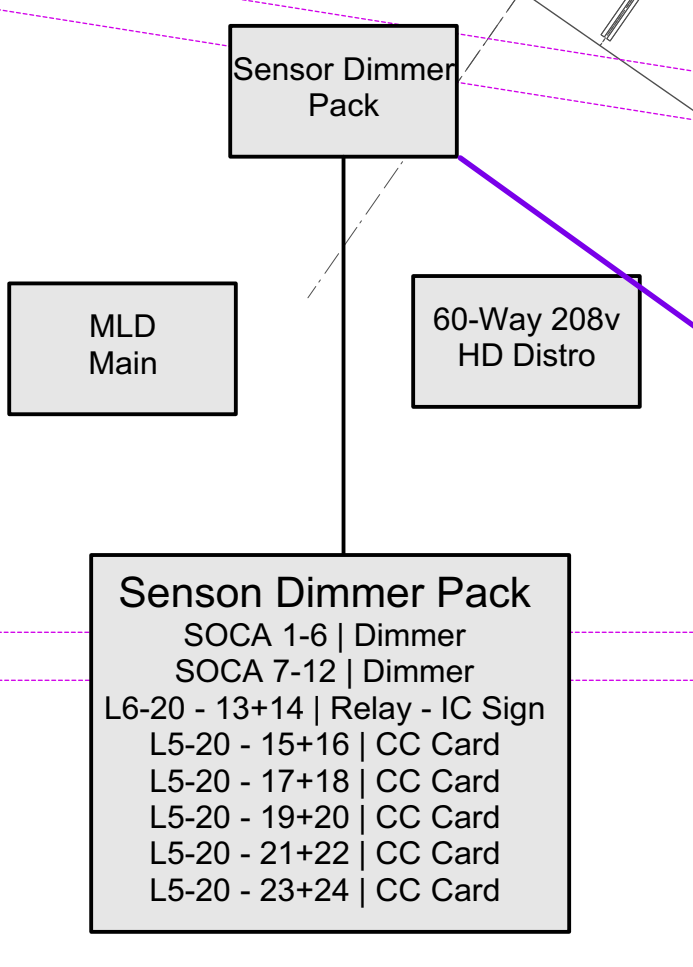 Sensor Dimmer
Pack
MLD
Main
60-Way 208v
HD Distro
Senson Dimmer Pack
SOCA 1-6 | Dimmer
SOCA 7-12 | Dimmer
L6-20 - 13+14 | Relay - IC Sign
L5-20 - 15+16 | CC Card
L5-20 - 17+18 | CC Card
L5-20 - 19+20 | CC Card
L5-20 - 21+22 | CC Card
L5-20 - 23+24 | CC Card